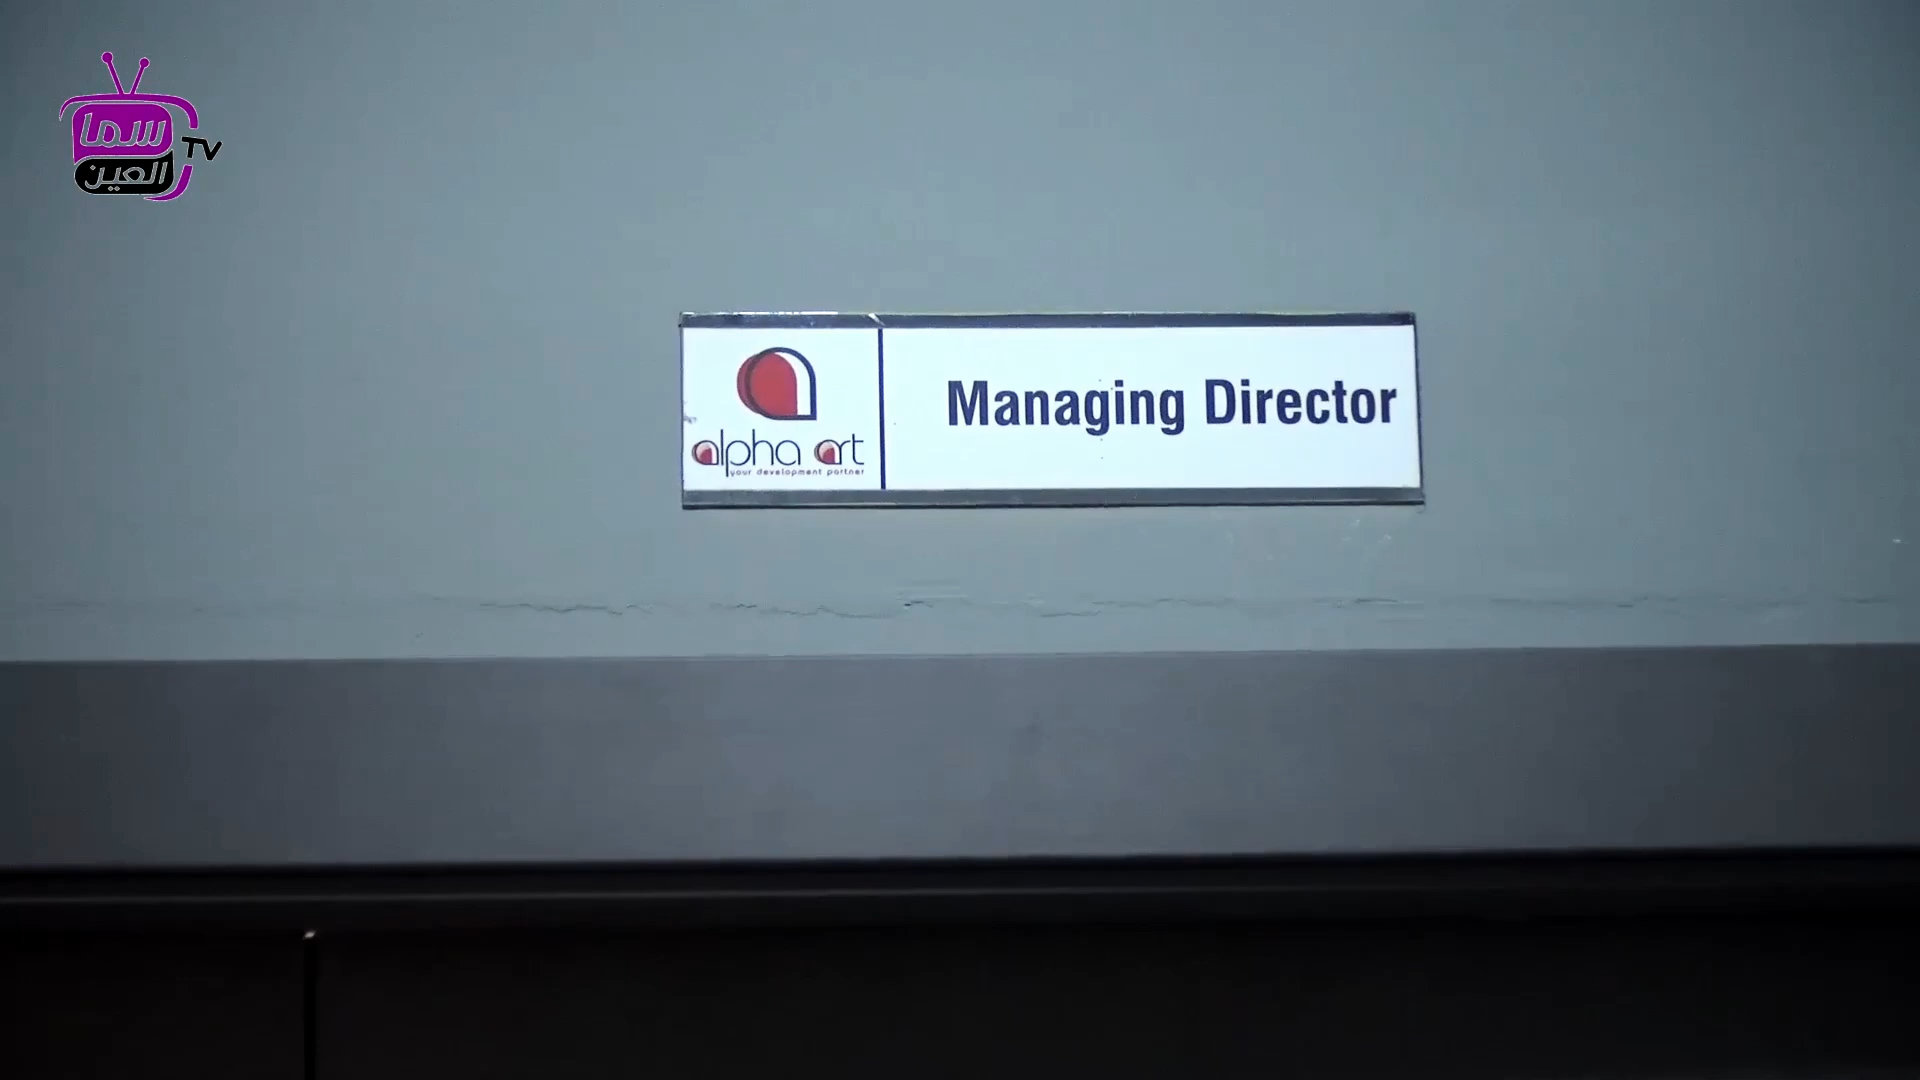 سما
العين
TV
Managing Director
alpha art
your development partner